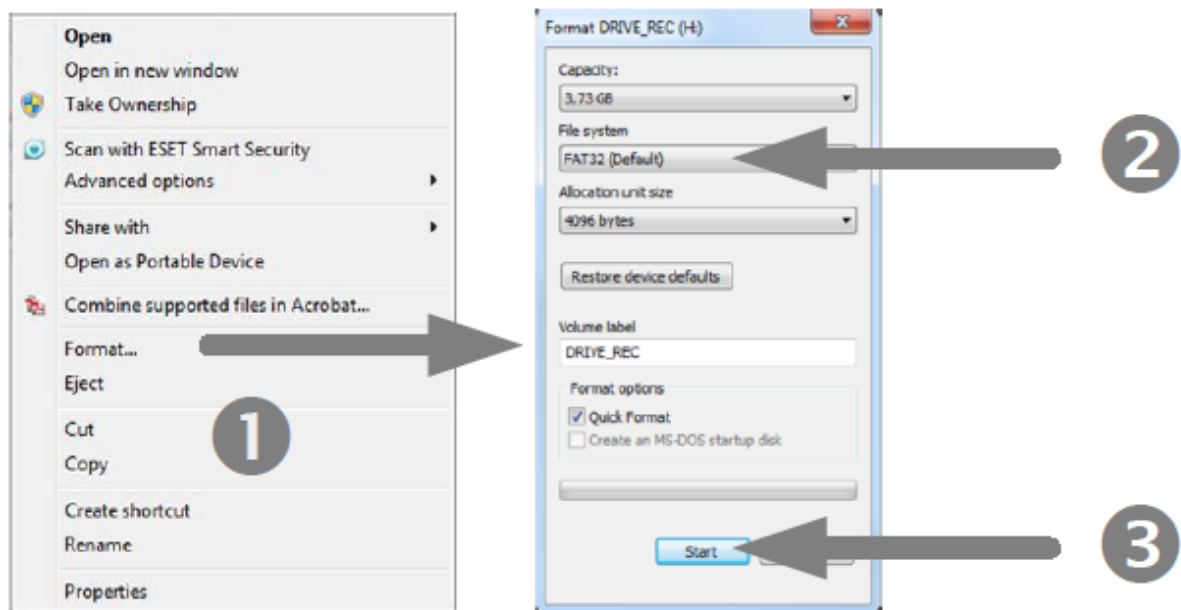 Open
Open in new window
Take Ownership
Scan with ESET Smart Security
Advanced options
Share with
Open as Portable Device
Combine supported files in Acrobat...
Format...
Eject
1
Cut
Copy
Create shortcut
Rename
Properties
Format DRIVE_REC (H:)
Capacity:
3,73 GB
File system
FAT32 (Default)
Allocation unit size
4096 bytes
Restore device defaults
Volume label
DRIVE_REC
Format options
Quick Format
Create an MS-DOS startup disk
Start
2
3